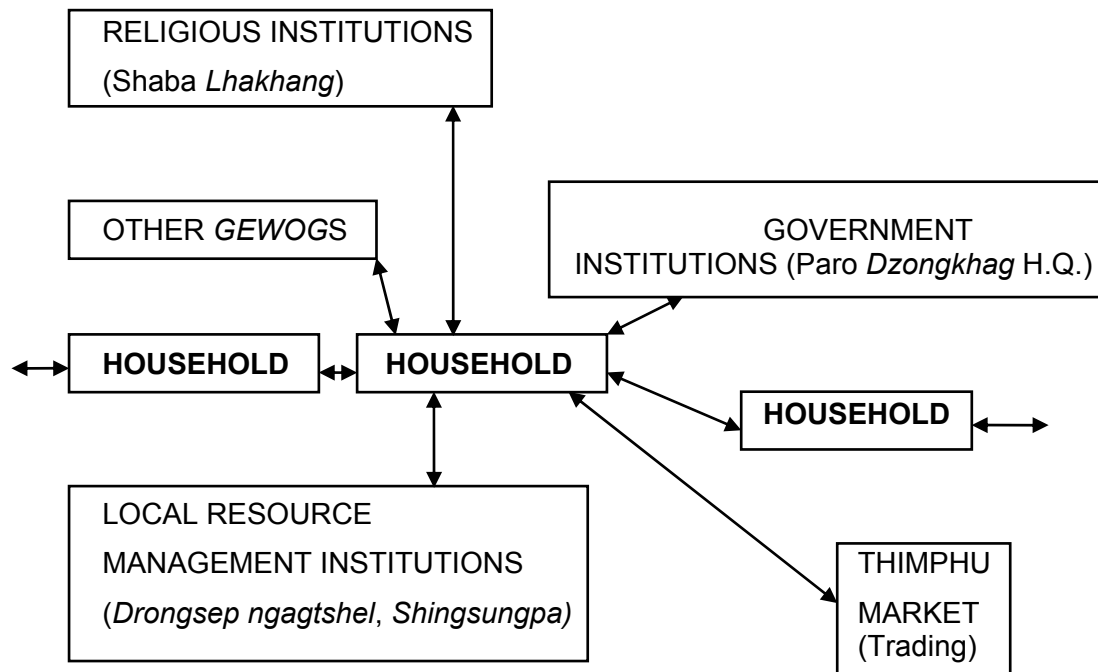 RELIGIOUS INSTITUTIONS
(Shaba Lhakhang)
OTHER GEWOGS
GOVERNMENT
INSTITUTIONS (Paro Dzongkhag H.Q.)
HOUSEHOLD
HOUSEHOLD
HOUSEHOLD
LOCAL RESOURCE
MANAGEMENT INSTITUTIONS
(Drongsep ngagtshel, Shingsungpa)
THIMPHU
MARKET
(Trading)